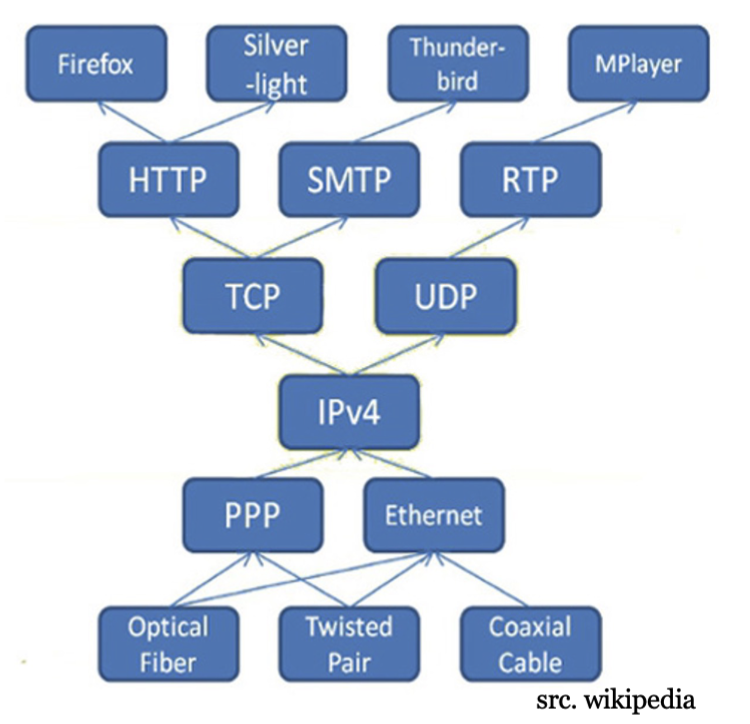 Firefox
Silver
-light
Thunder-
bird
MPlayer
HTTP
SMTP
RTP
TCP
UDP
IPv4
PPP
Ethernet
Optical
Fiber
Twisted
Pair
Coaxial
Cable
src. wikipedia